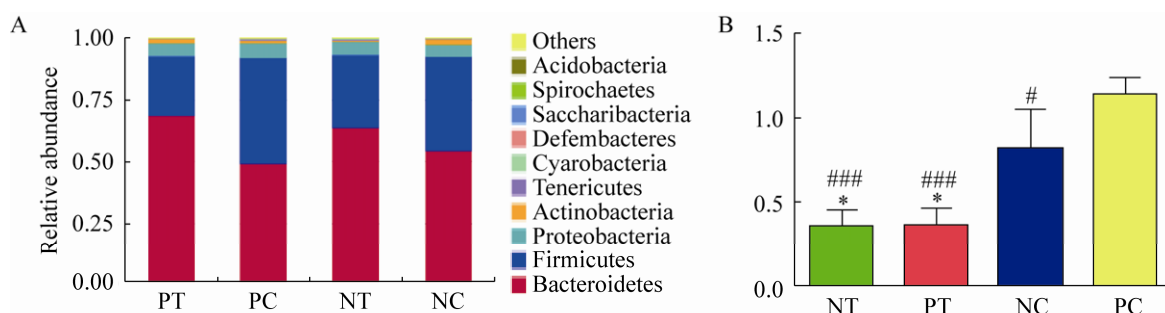 A
1.00
0.75
0.50
0.25
0.00
Relative abundance
PT PC NT NC
Others
Acidobacteria
Spirochaetes
Saccharibacteria
Defembacteres
Cyarobacteria
Tenericutes
Actinobacteria
Proteobacteria
Firmicutes
Bacteroidetes
B
1.5
1.0
0.5
0.0
###
*
###
*
#
NT PT NC PC